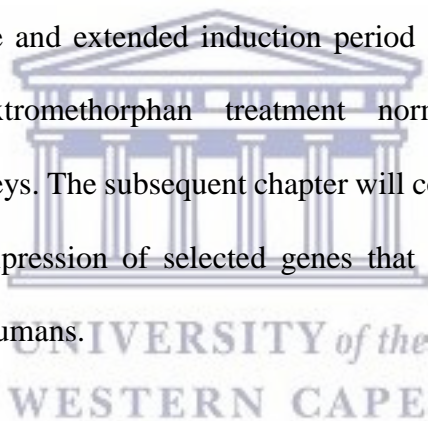 e and extended induction period
xtromethorphan treatment norm
eys. The subsequent chapter will co
pression of selected genes that
umans.
UNIVERSITY of the
WESTERN CAPE